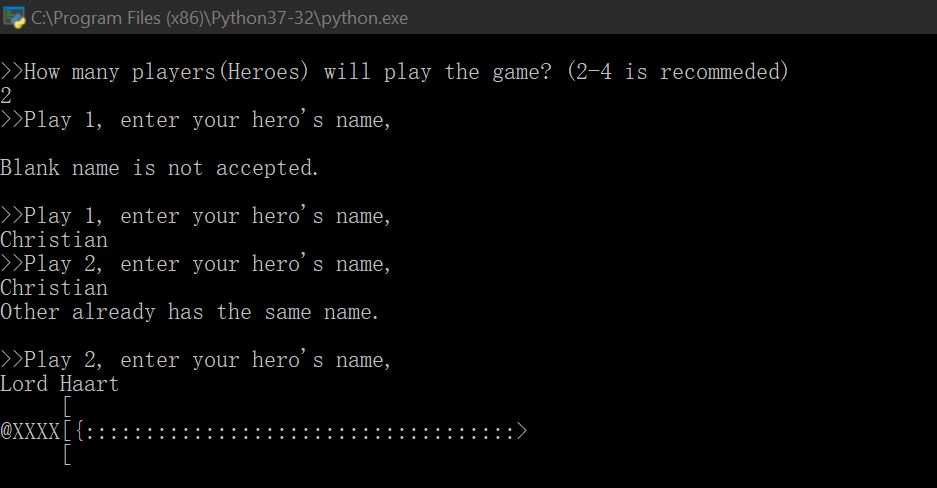 C:\Program Files (x86)\Python37-32\python.exe
>>How many players(Heroes) will play the game? (2-4 is recommeded)
2
>>Play 1, enter your hero's name,
Blank name is not accepted.
>>Play 1, enter your hero's name,
Christian
>>Play 2, enter your hero's name,
Christian
Other already has the same name.
>>Play 2, enter your hero's name,
Lord Haart
[
@XXXX[{:::::::::::::::::::::::::::::::::::>
[